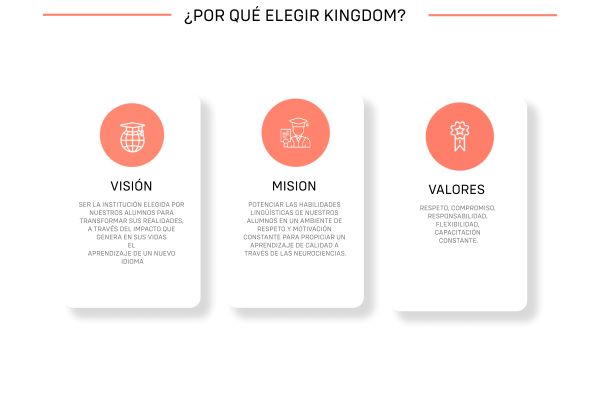 ¿POR QUÉ ELEGIR KINGDOM?
VISIÓN
SER LA INSTITUCIÓN ELEGIDA POR
NUESTROS ALUMNOS PARA
TRANSFORMAR SUS REALIDADES,
A TRAVÉS DEL IMPACTO QUE
GENERA EN SUS VIDAS
EL
APRENDIZAJE DE UN NUEVO
IDIOMA
MISION
POTENCIAR LAS HABILIDADES
LINGÜÍSTICAS DE NUESTROS
ALUMNOS EN UN AMBIENTE DE
RESPETO Y MOTIVACIÓN
CONSTANTE PARA PROPICIAR UN
APRENDIZAJE DE CALIDAD A
TRAVÉS DE LAS NEUROCIENCIAS.
VALORES
RESPETO, COMPROMISO,
RESPONSABILIDAD,
FLEXIBILIDAD,
CAPACITACIÓN
CONSTANTE.